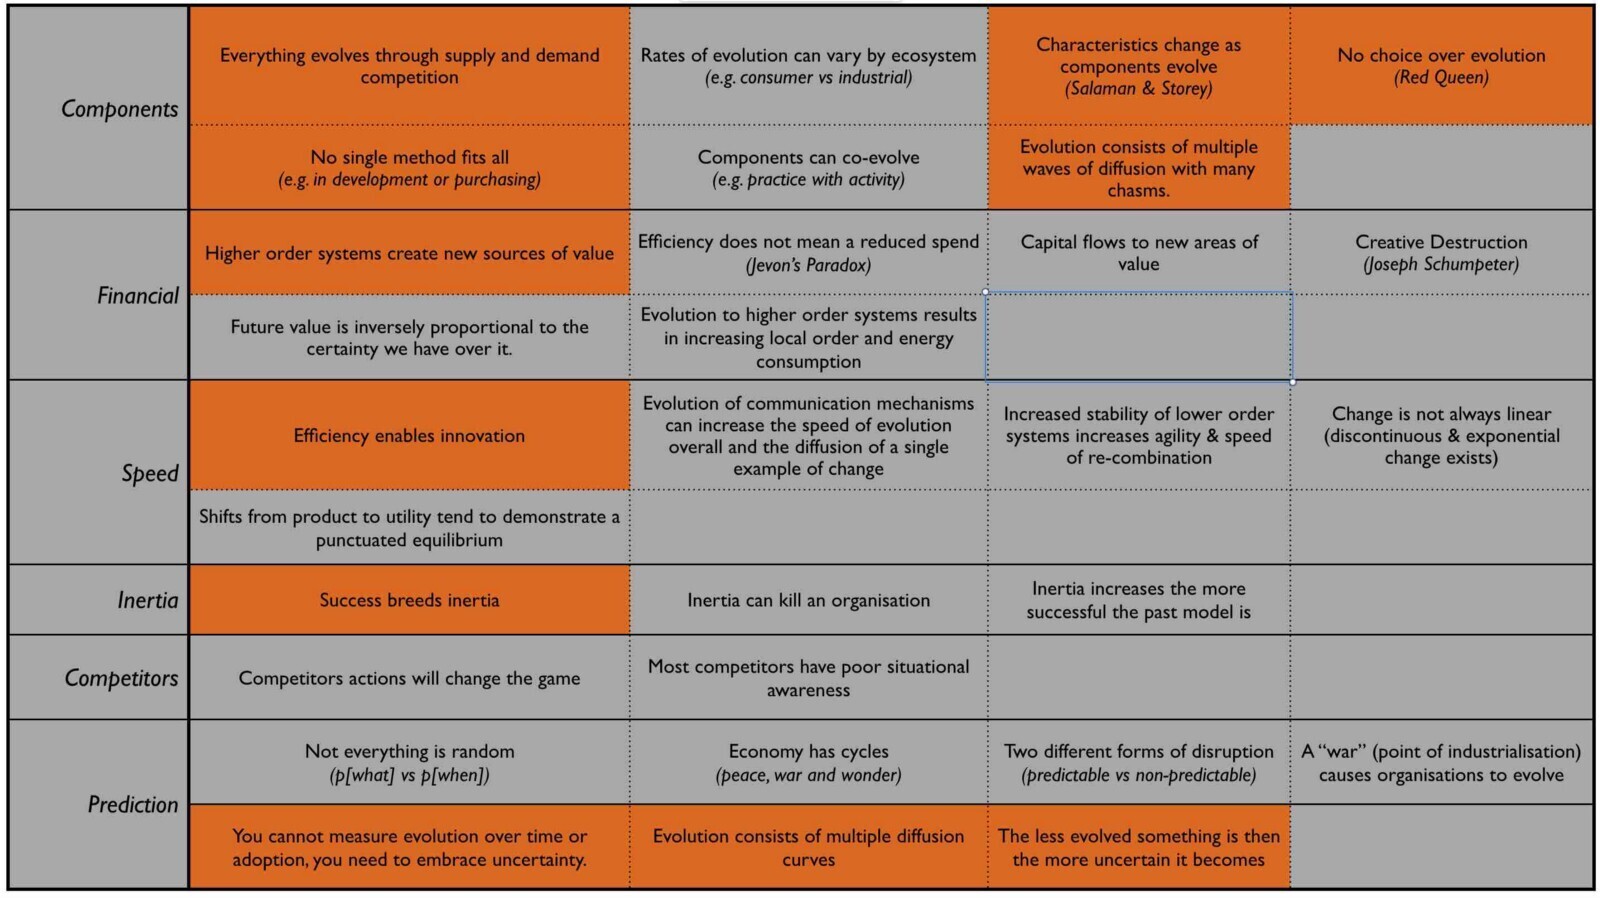 Components
Everything evolves through supply and demand
competition
Rates of evolution can vary by ecosystem
(e.g. consumer vs industrial)
Characteristics change as
components evolve
(Salaman & Storey)
No choice over evolution
(Red Queen)
No single method fits all
(e.g. in development or purchasing)
Components can co-evolve
(e.g. practice with activity)
Evolution consists of multiple
waves of diffusion with many
chasms.
Financial
Higher order systems create new sources of value
Efficiency does not mean a reduced spend
(Jevon's Paradox)
Capital flows to new areas of
value
Creative Destruction
(Joseph Schumpeter)
Future value is inversely proportional to the
certainty we have over it.
Evolution to higher order systems results
in increasing local order and energy
consumption
Speed
Efficiency enables innovation
Evolution of communication mechanisms
can increase the speed of evolution
overall and the diffusion of a single
example of change
Increased stability of lower order
systems increases agility & speed
of re-combination
Change is not always linear
(discontinuous & exponential
change exists)
Shifts from product to utility tend to demonstrate a
punctuated equilibrium
Inertia
Success breeds inertia
Inertia can kill an organisation
Inertia increases the more
successful the past model is
Competitors
Competitors actions will change the game
Most competitors have poor situational
awareness
Prediction
Not everything is random
(p[what] vs p[when])
Economy has cycles
(peace, war and wonder)
Two different forms of disruption
(predictable vs non-predictable)
A "war" (point of industrialisation)
causes organisations to evolve
You cannot measure evolution over time or
adoption, you need to embrace uncertainty.
Evolution consists of multiple diffusion
curves
The less evolved something is then
the more uncertain it becomes